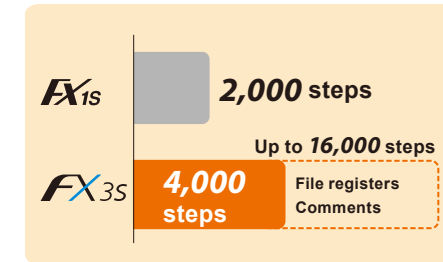 FX1S
2,000 steps
Up to 16,000 steps
FX3S
4,000
steps
File registers
Comments